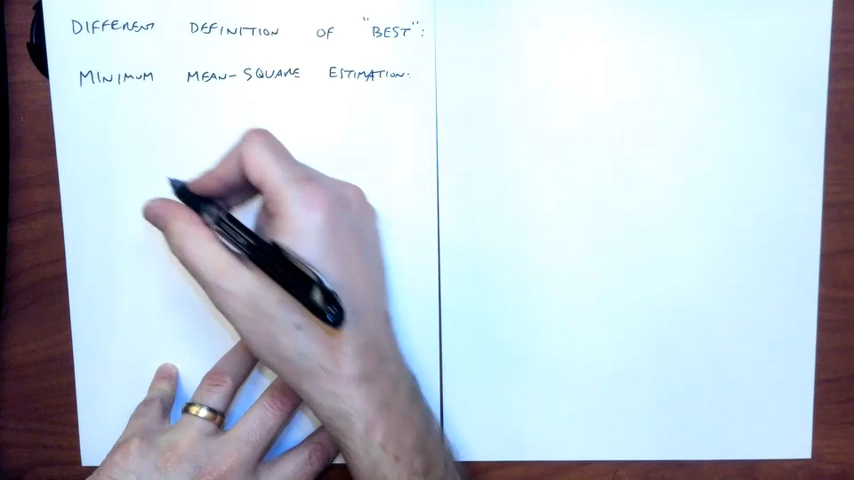 DIFFERENT DEFINITION OF "BEST":
MINIMUM MEAN-SQUARE ESTIMATION.